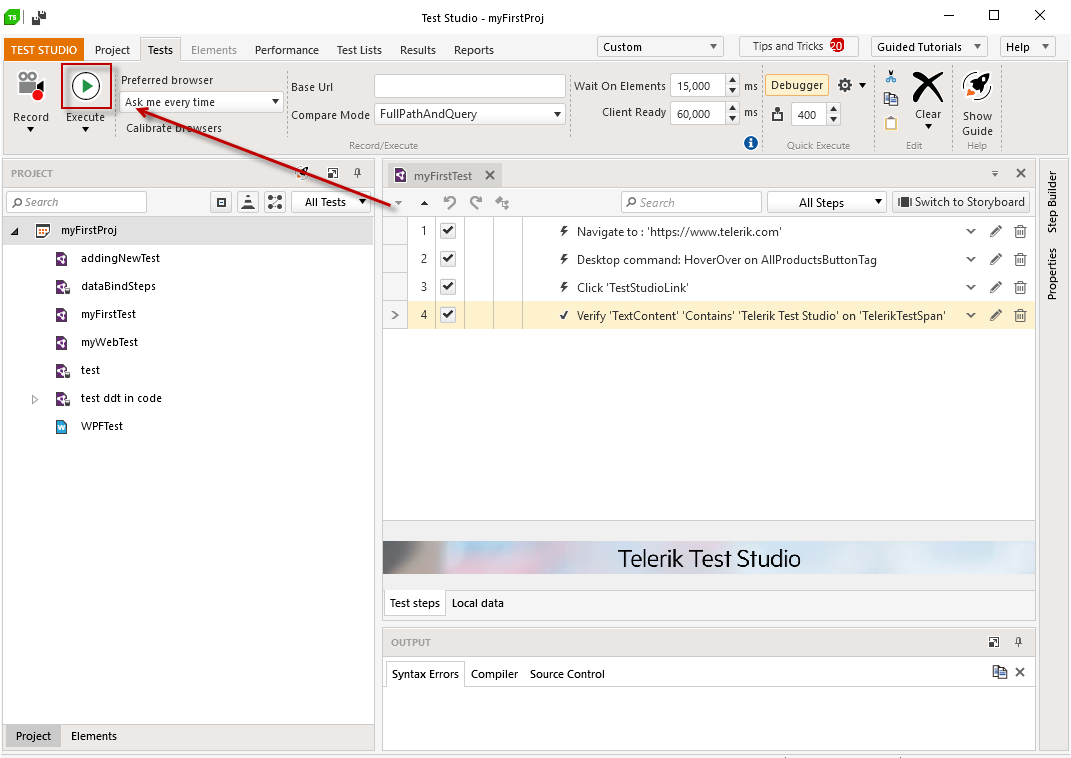 TS Test Studio - myFirstProj
TEST STUDIO Project Tests Elements Performance Test Lists Results Reports Custom Tips and Tricks 20 Guided Tutorials Help
Preferred browser
Ask me every time
Calibrate browsers
Record Execute
Base Url
Compare Mode FullPathAndQuery
Record/Execute
Wait On Elements 15,000 ms
Client Ready 60,000 ms
Debugger
400
Quick Execute
Clear
Edit
Show
Guide
Help
PROJECT
Search All Tests
myFirstProj
addingNewTest
dataBindSteps
myFirstTest
myWebTest
test
test ddt in code
WPFTest
Project Elements
myFirstTest
Search All Steps Switch to Storyboard
1 Navigate to : 'https://www.telerik.com'
2 Desktop command: HoverOver on AllProductsButtonTag
3 Click 'TestStudioLink'
4 Verify 'TextContent' 'Contains' 'Telerik Test Studio' on 'TelerikTestSpan'
Telerik Test Studio
Test steps Local data
OUTPUT
Syntax Errors Compiler Source Control
Step Builder
Properties